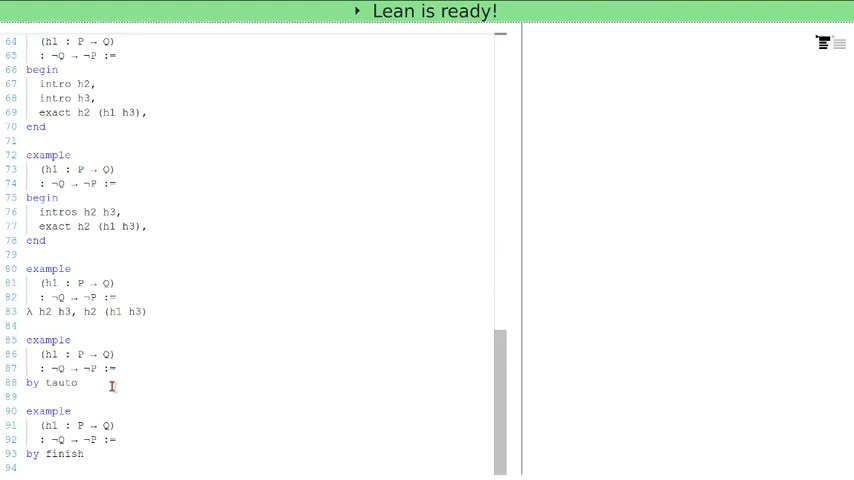 Lean is ready!
64 (h1 : P → Q)
65 : ¬Q → ¬P :=
66 begin
67 intro h2,
68 intro h3,
69 exact h2 (h1 h3),
70 end
71
72 example
73 (h1 : P → Q)
74 : ¬Q → ¬P :=
75 begin
76 intros h2 h3,
77 exact h2 (h1 h3),
78 end
79
80 example
81 (h1 : P → Q)
82 : ¬Q → ¬P :=
83 λ h2 h3, h2 (h1 h3)
84
85 example
86 (h1 : P → Q)
87 : ¬Q → ¬P :=
88 by tauto
89
90 example
91 (h1 : P → Q)
92 : ¬Q → ¬P :=
93 by finish
94